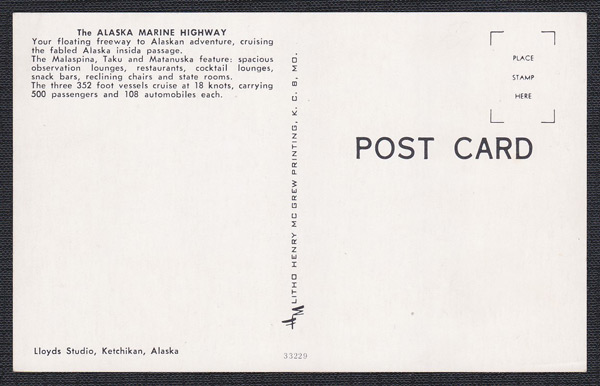 The ALASKA MARINE HIGHWAY
Your floating freeway to Alaskan adventure, cruising
the fabled Alaska insida passage.
The Malaspina, Taku and Matanuska feature: spacious
observation lounges, restaurants, cocktail lounges,
snack bars, reclining chairs and state rooms.
The three 352 foot vessels cruise at 18 knots, carrying
500 passengers and 108 automobiles each.
Lloyds Studio, Ketchikan, Alaska
HM LITHO HENRY MC GREW PRINTING, K. C. 8, MO.
33229
PLACE
STAMP
HERE
POST CARD